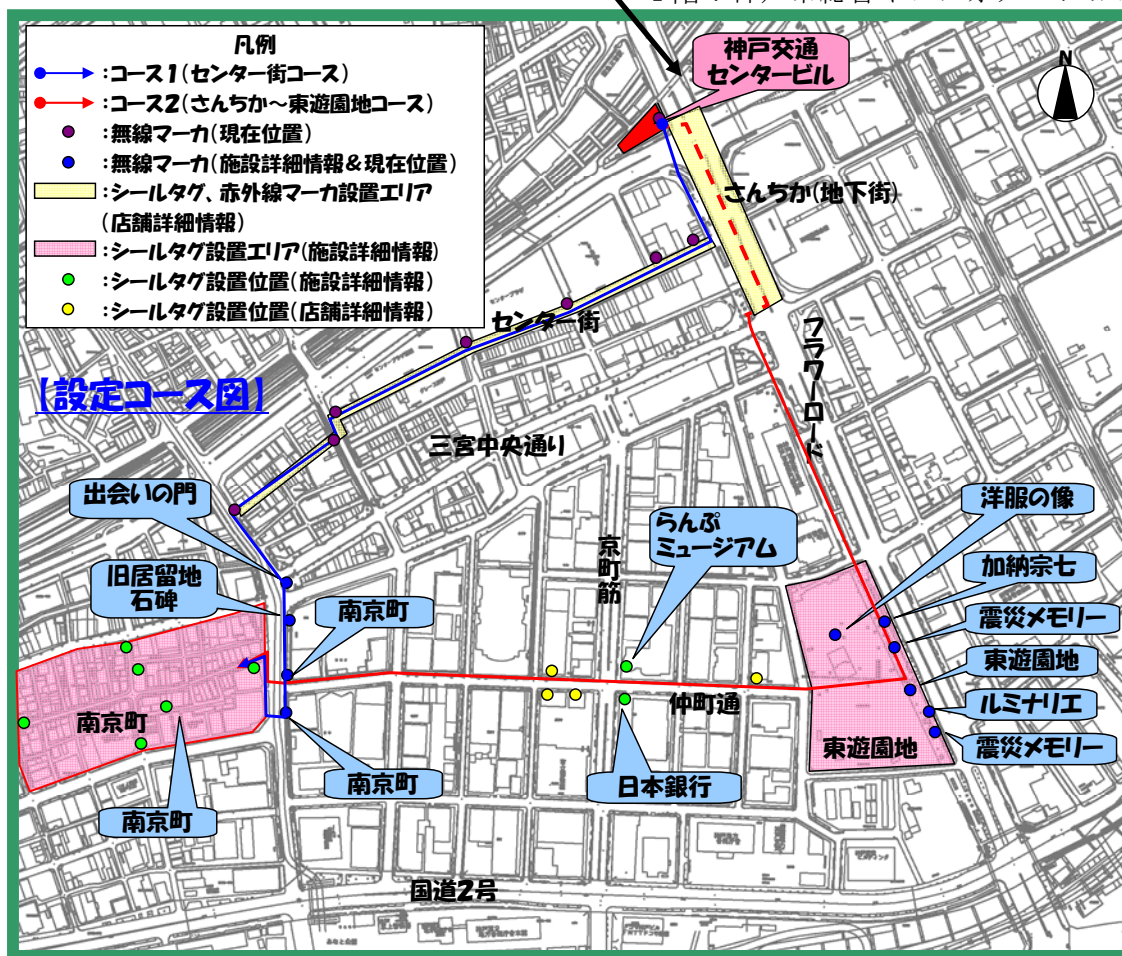 凡例
:コース1(センター街コース)
:コース2(さんちか～東遊園地コース)
:無線マーカ(現在位置)
:無線マーカ(施設詳細情報&現在位置)
:シールタグ、赤外線マーカ設置エリア
(店舗詳細情報)
:シールタグ設置エリア(施設詳細情報)
:シールタグ設置位置(施設詳細情報)
:シールタグ設置位置(店舗詳細情報)
神戸交通
センタービル
N
さんちか(地下街)
センター街
フラワーロード
【設定コース図】
三宮中央通り
出会いの門
旧居留地
石碑
南京町
京町筋
らんぷ
ミュージアム
洋服の像
加納宗七
震災メモリー
東遊園地
ルミナリエ
震災メモリー
南京町
仲町通
東遊園地
南京町
南京町
日本銀行
国道2号